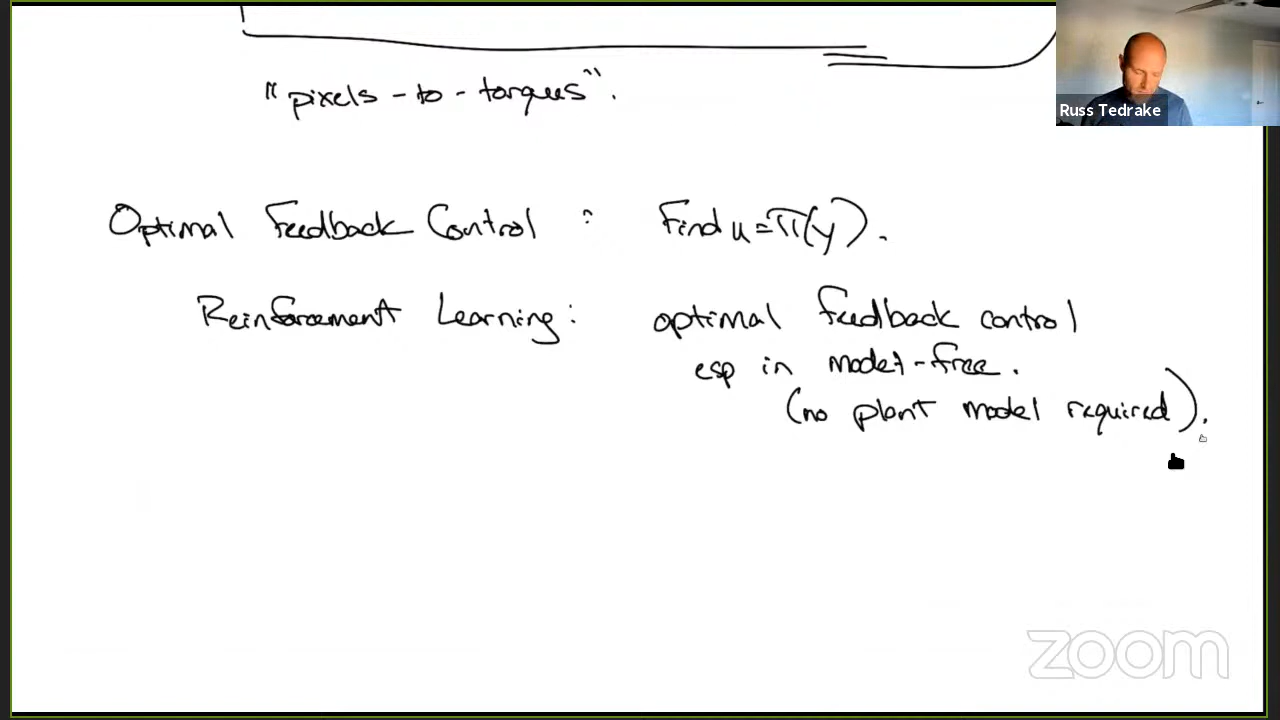 "pixels-to-torques".
Russ Tedrake
Optimal Feedback Control : Find u=π(y).
Reinforcement Learning: optimal feedback control
esp in model-free.
(no plant model required).
zoom